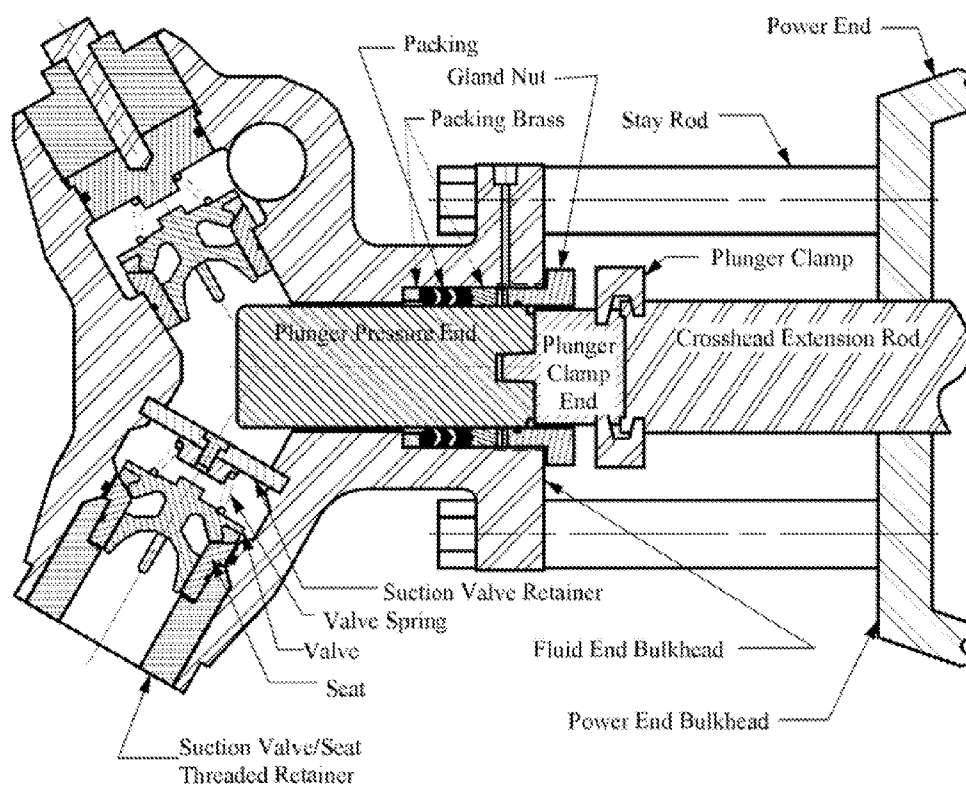 Packing
Power End
Gland Nut
Packing Brass
Stay Rod
Plunger Clamp
Plunger Pressure End
Plunger
Clamp
End
Crosshead Extension Rod
Suction Valve Retainer
Valve Spring
Valve
Seat
Fluid End Bulkhead
Power End Bulkhead
Suction Valve/Seat
Threaded Retainer